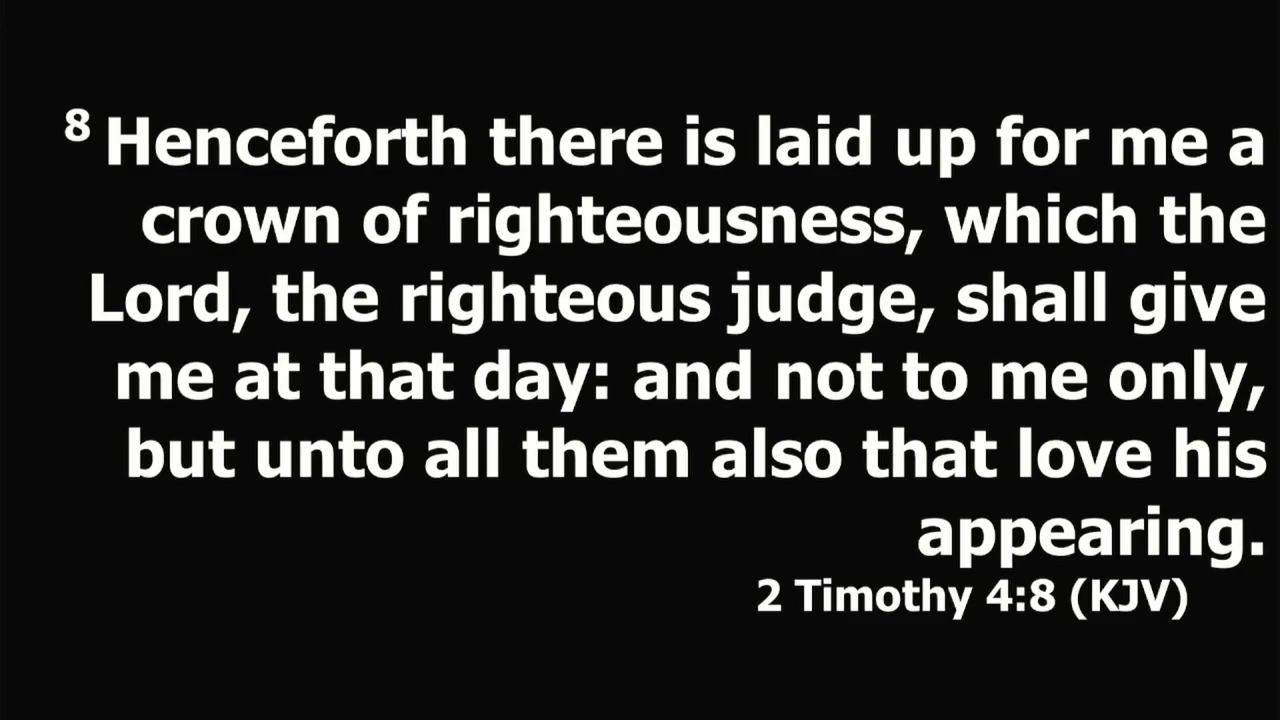 8 Henceforth there is laid up for me a
crown of righteousness, which the
Lord, the righteous judge, shall give
me at that day: and not to me only,
but unto all them also that love his
appearing.
2 Timothy 4:8 (KJV)